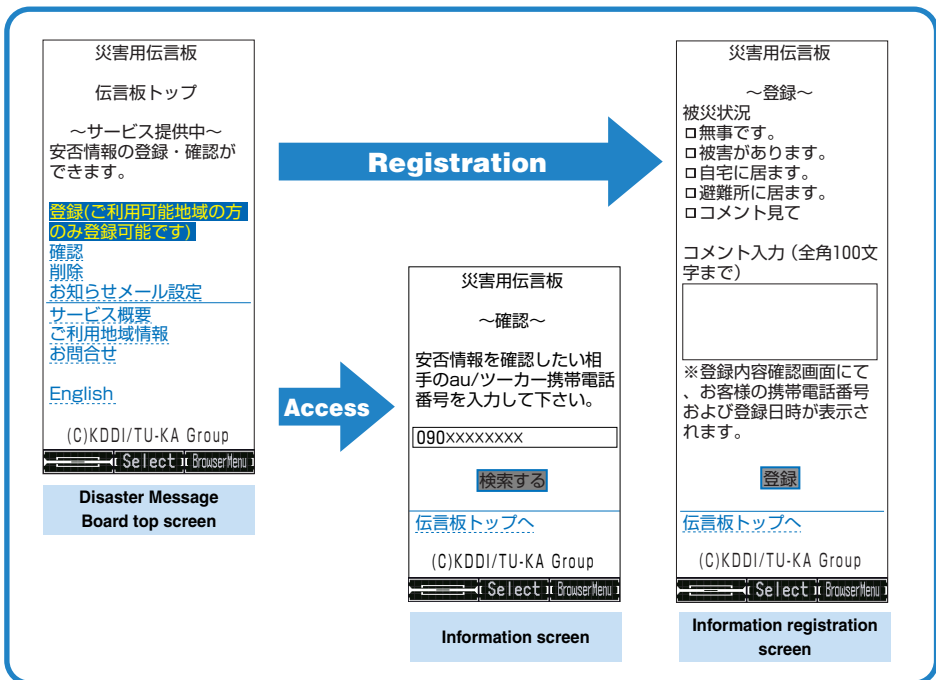 災害用伝言板
伝言板トップ
～サービス提供中～
安否情報の登録・確認が
できます。
登録(ご利用可能地域の方
のみ登録可能です)
確認
削除
お知らせメール設定
サービス概要
ご利用地域情報
お問合せ
English
(C)KDDI/TU-KA Group
Select BrowserMenu
Disaster Message
Board top screen
Registration
Access
災害用伝言板
～確認～
安否情報を確認したい相
手のau/ツーカー携帯電話
番号を入力して下さい。
090××××××××
検索する
伝言板トップへ
(C)KDDI/TU-KA Group
Select BrowserMenu
Information screen
災害用伝言板
～登録～
被災状況
□無事です。
□被害があります。
□自宅に居ます。
□避難所に居ます。
□コメント見て
コメント入力（全角100文
字まで）
※登録内容確認画面にて
、お客様の携帯電話番号
および登録日時が表示さ
れます。
登録
伝言板トップへ
(C)KDDI/TU-KA Group
Select BrowserMenu
Information registration
screen